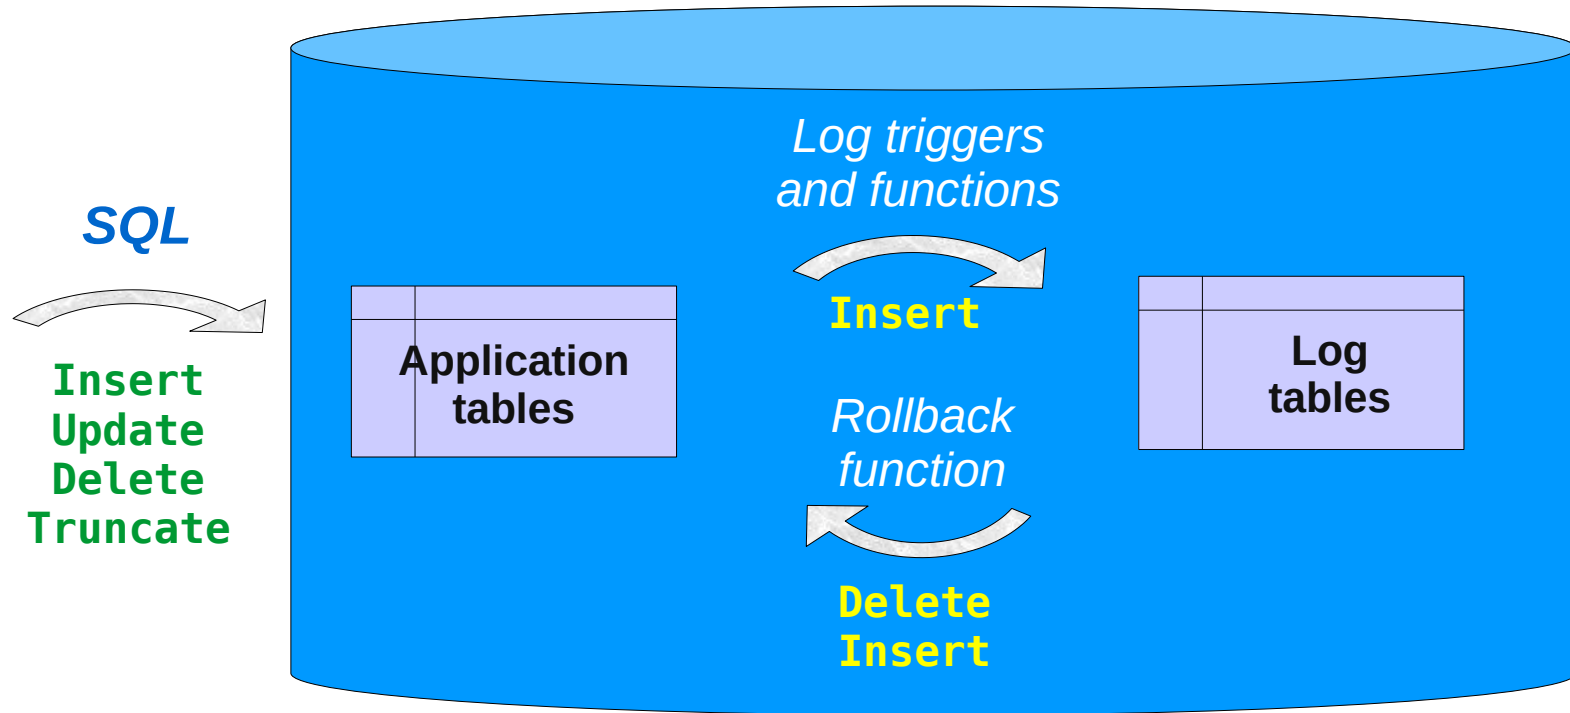 SQL
Insert
Update
Delete
Truncate
Application
tables
Log triggers
and functions
Insert
Rollback
function
Delete
Insert
Log
tables